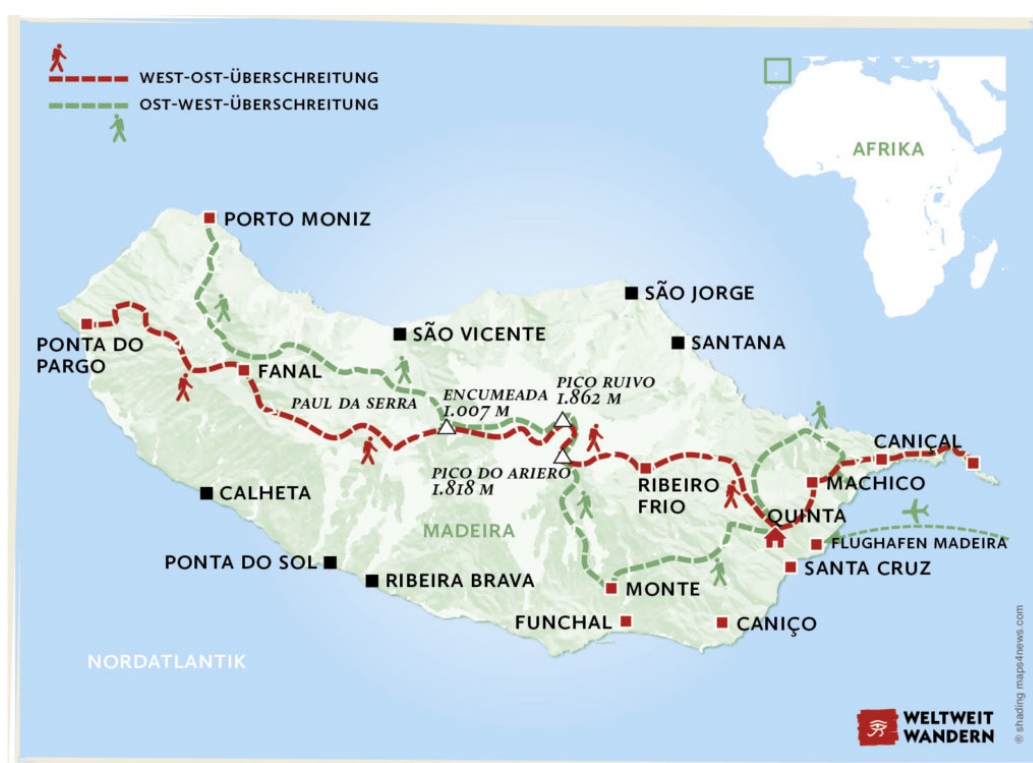 WEST-OST-ÜBERSCHREITUNG
OST-WEST-ÜBERSCHREITUNG
AFRIKA
PORTO MONIZ
SÃO JORGE
SÃO VICENTE
SANTANA
PONTA DO
PARGO
FANAL
PAUL DA SERRA
ENCUMEADA
1.007 M
PICO RUIVO
1.862 M
PICO DO ARIERO
1.818 M
CANIÇAL
MACHICO
RIBEIRO
FRIO
QUINTA
CALHETA
MADEIRA
FLUGHAFEN MADEIRA
PONTA DO SOL
RIBEIRA BRAVA
SANTA CRUZ
MONTE
FUNCHAL
CANIÇO
NORDATLANTIK
WELTWEIT
WANDERN
® shading maps4news.com